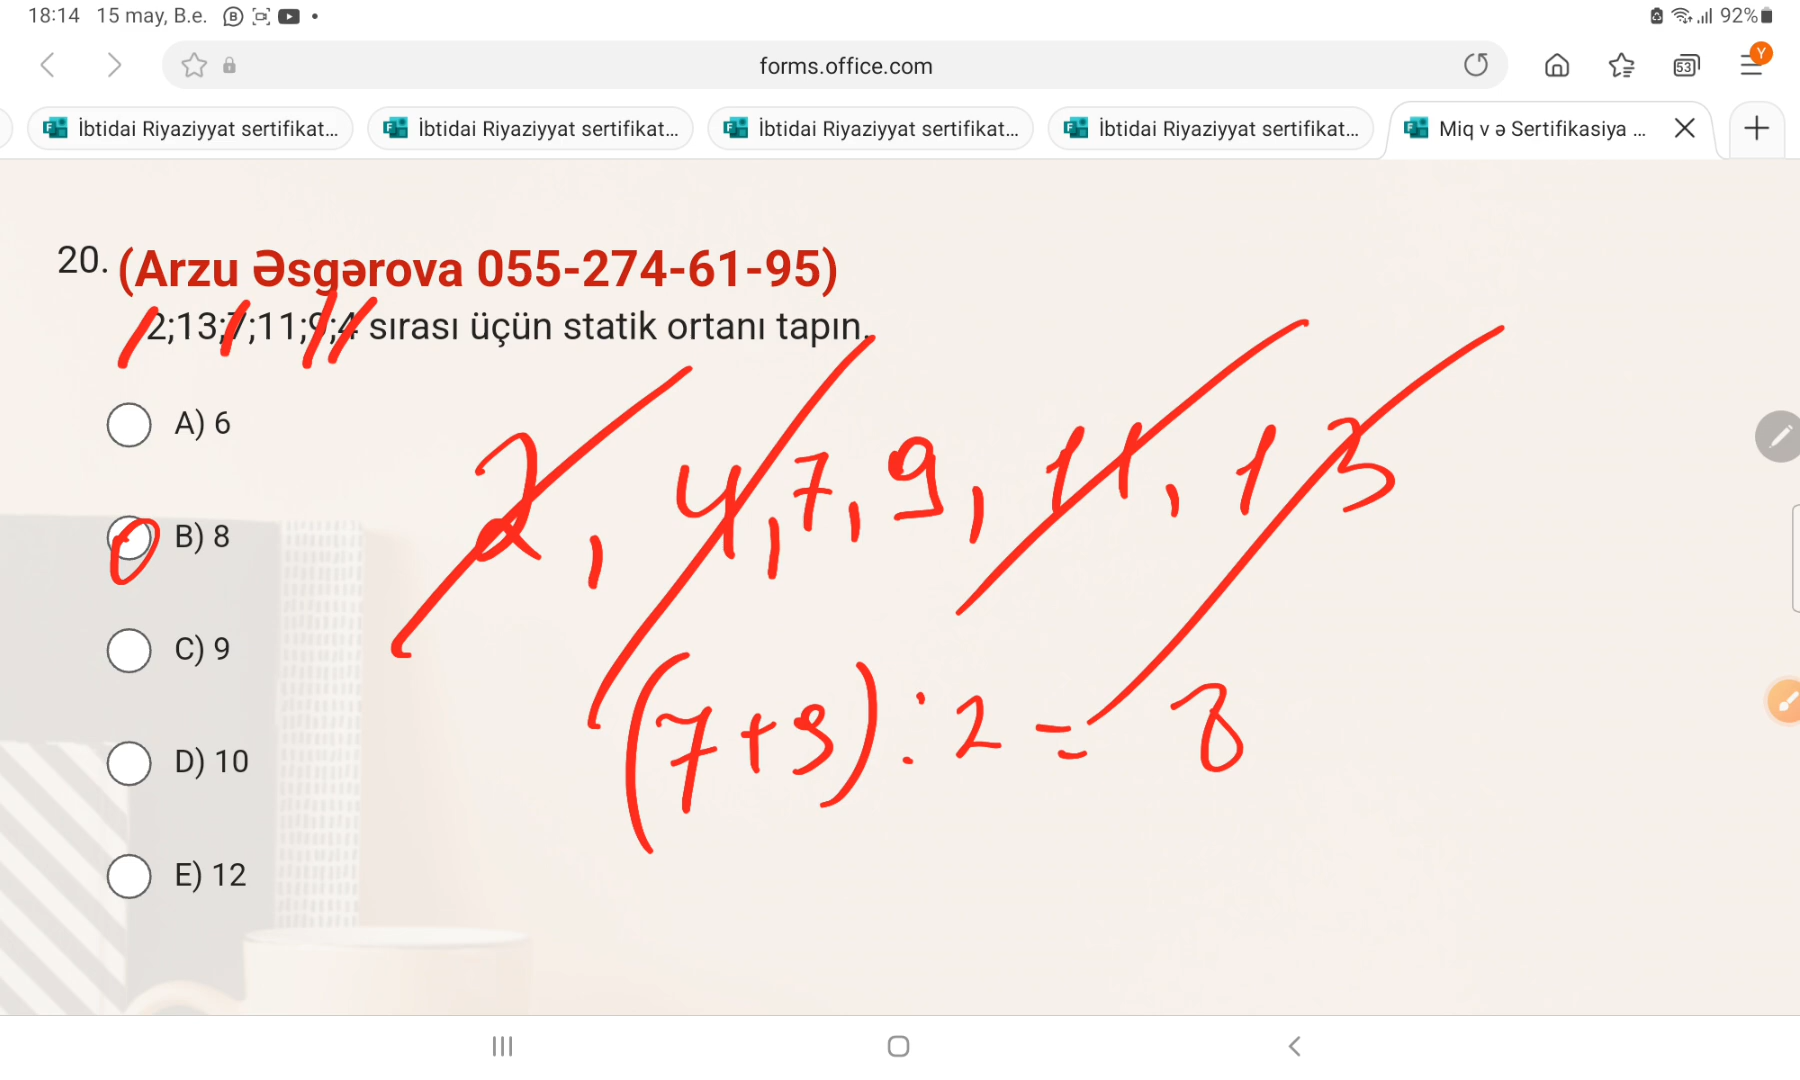 18:14 15 may, B.e. 92%
forms.office.com
53
Y
İbtidai Riyaziyyat sertifikat...
İbtidai Riyaziyyat sertifikat...
İbtidai Riyaziyyat sertifikat...
İbtidai Riyaziyyat sertifikat...
Miq v ə Sertifikasiya ...
20. (Arzu Əsgərova 055-274-61-95)
2;13;7;11;9;4 sırası üçün statik ortanı tapın.
A) 6
2, 4, 7, 9, 11, 13
B) 8
C) 9
(7+9):2=8
D) 10
E) 12